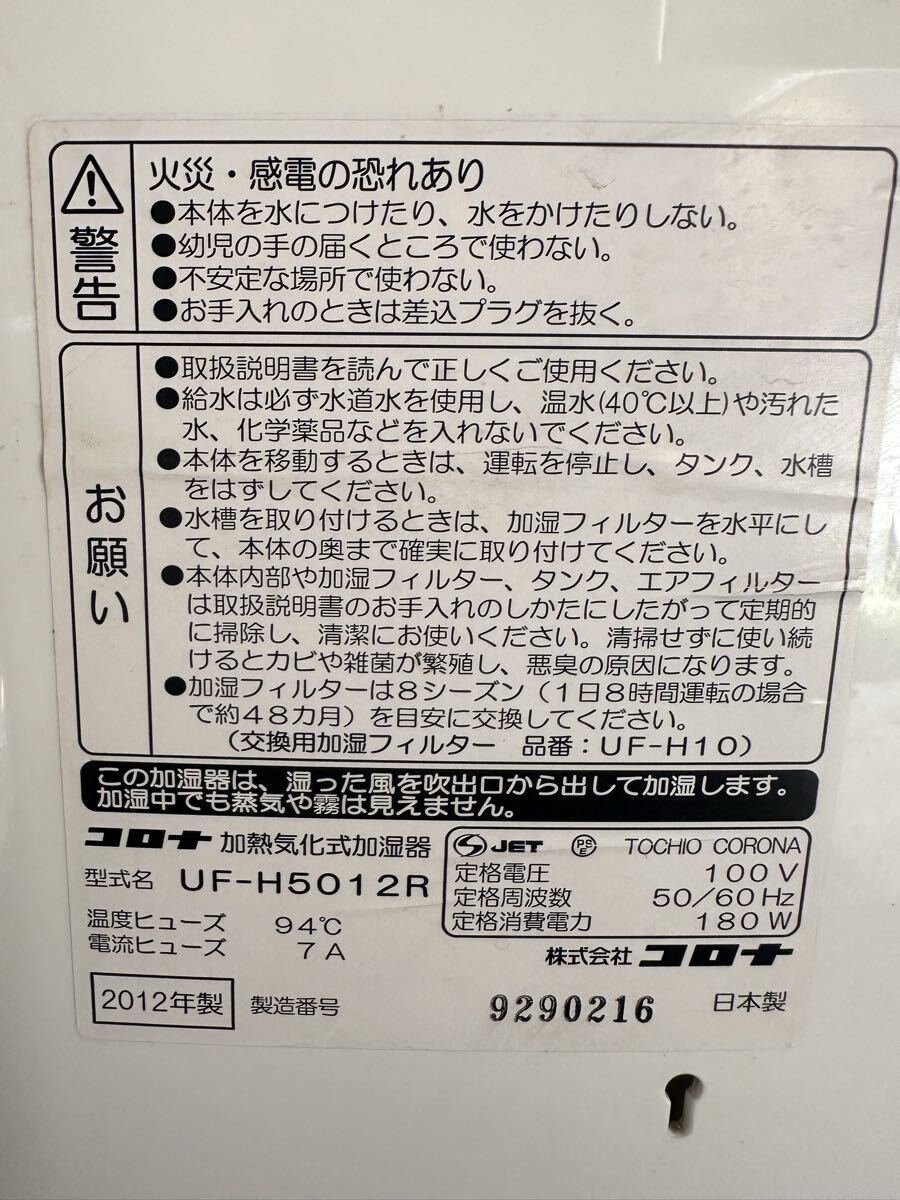 警告
火災・感電の恐れあり
●本体を水につけたり、水をかけたりしない。
●幼児の手の届くところで使わない。
●不安定な場所で使わない。
●お手入れのときは差込プラグを抜く。
お願い
●取扱説明書を読んで正しくご使用ください。
●給水は必ず水道水を使用し、温水(40℃以上)や汚れた
水、化学薬品などを入れないでください。
●本体を移動するときは、運転を停止し、タンク、水槽
をはずしてください。
●水槽を取り付けるときは、加湿フィルターを水平にし
て、本体の奥まで確実に取り付けてください。
●本体内部や加湿フィルター、タンク、エアフィルター
は取扱説明書のお手入れのしかたにしたがって定期的
に掃除し、清潔にお使いください。清掃せずに使い続
けるとカビや雑菌が繁殖し、悪臭の原因になります。
●加湿フィルターは8シーズン（1日8時間運転の場合
で約48カ月）を目安に交換してください。
（交換用加湿フィルター 品番：UF-H10）
この加湿器は、湿った風を吹出口から出して加湿します。
加湿中でも蒸気や霧は見えません。
コロナ 加熱気化式加湿器
型式名 UF-H5012R
温度ヒューズ 94℃
電流ヒューズ 7A
JET PSE TOCHIO CORONA
定格電圧 100V
定格周波数 50/60Hz
定格消費電力 180W
株式会社 コロナ
2012年製 製造番号 9290216 日本製